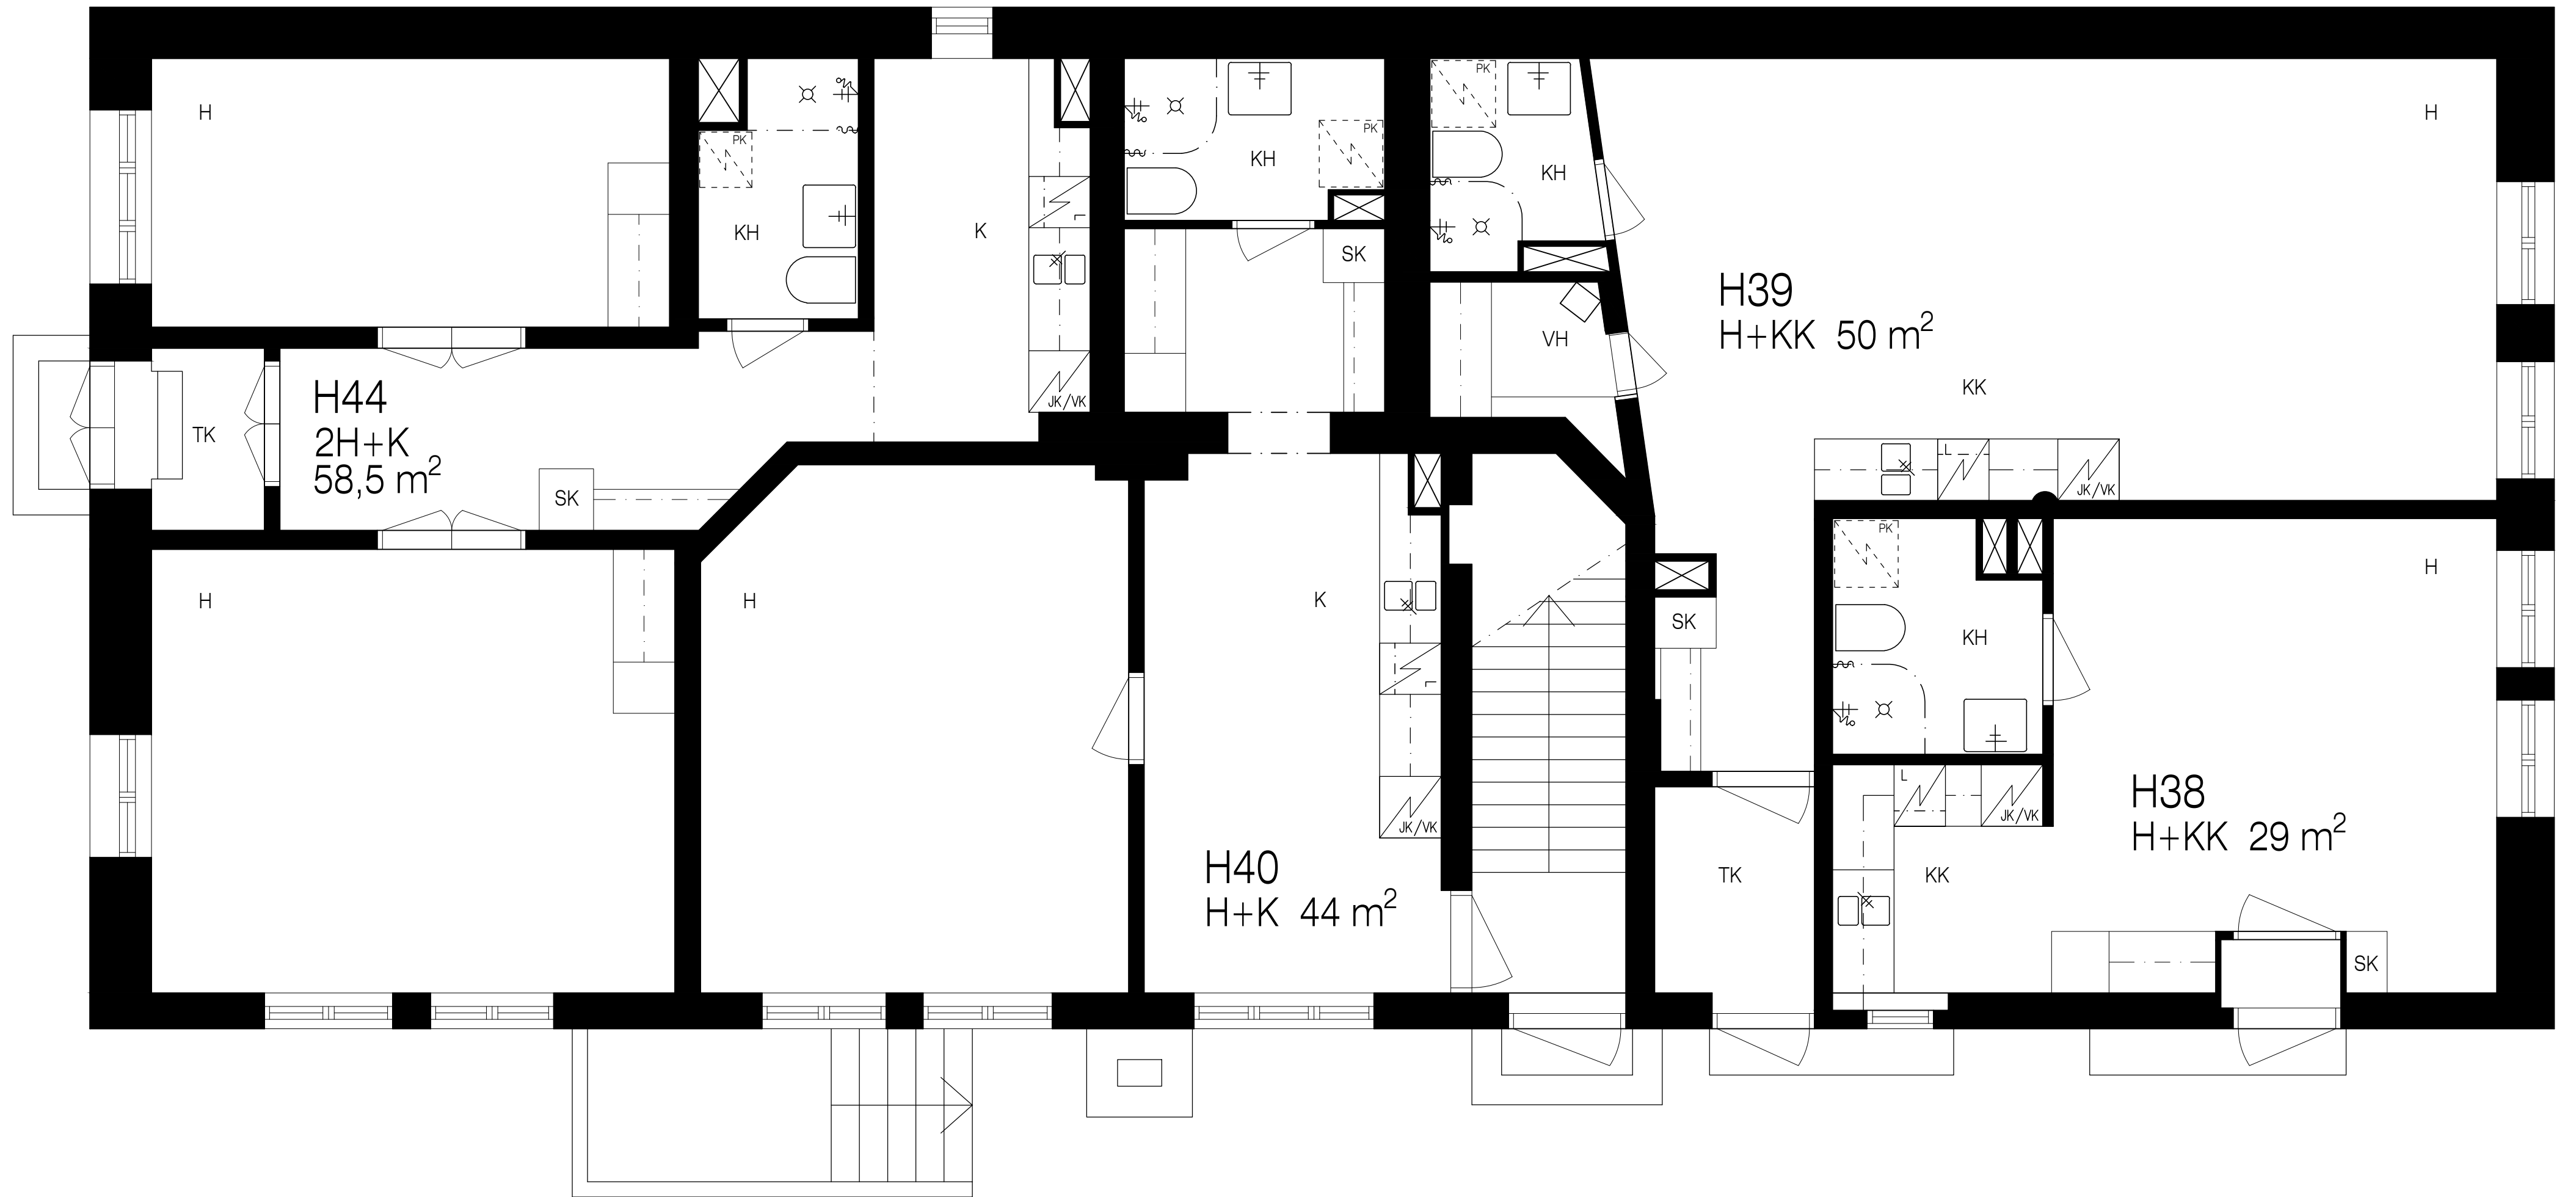 H
PK
KH
K
L
JK/VK
H44
2H+K
58,5 m²
TK
SK
H
H
PK
KH
SK
K
L
JK/VK
H40
H+K 44 m²
PK
KH
VH
H
H39
H+KK 50 m²
KK
L
JK/VK
SK
TK
PK
KH
H
L
JK/VK
KK
H38
H+KK 29 m²
SK